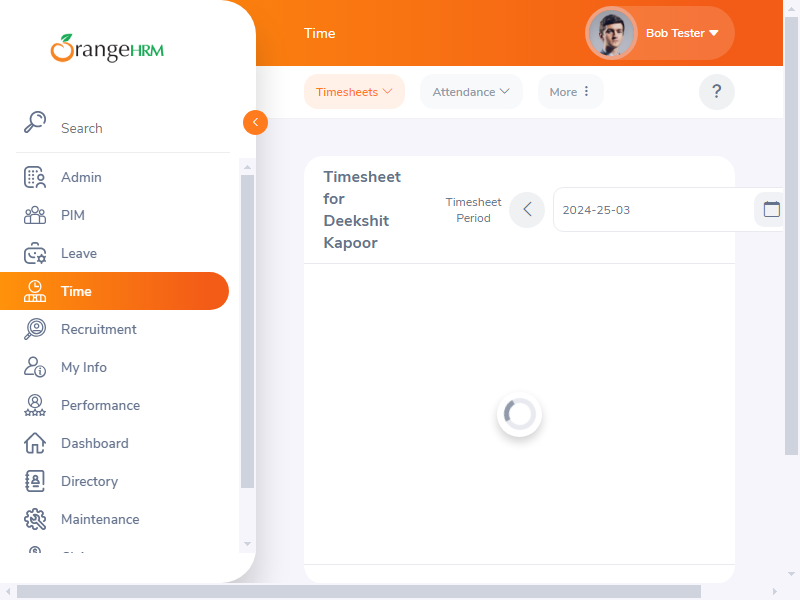 OrangeHRM
Search
Admin
PIM
Leave
Time
Recruitment
My Info
Performance
Dashboard
Directory
Maintenance
Time
Bob Tester
Timesheets
Attendance
More
?
Timesheet
for
Deekshit
Kapoor
Timesheet
Period
2024-25-03